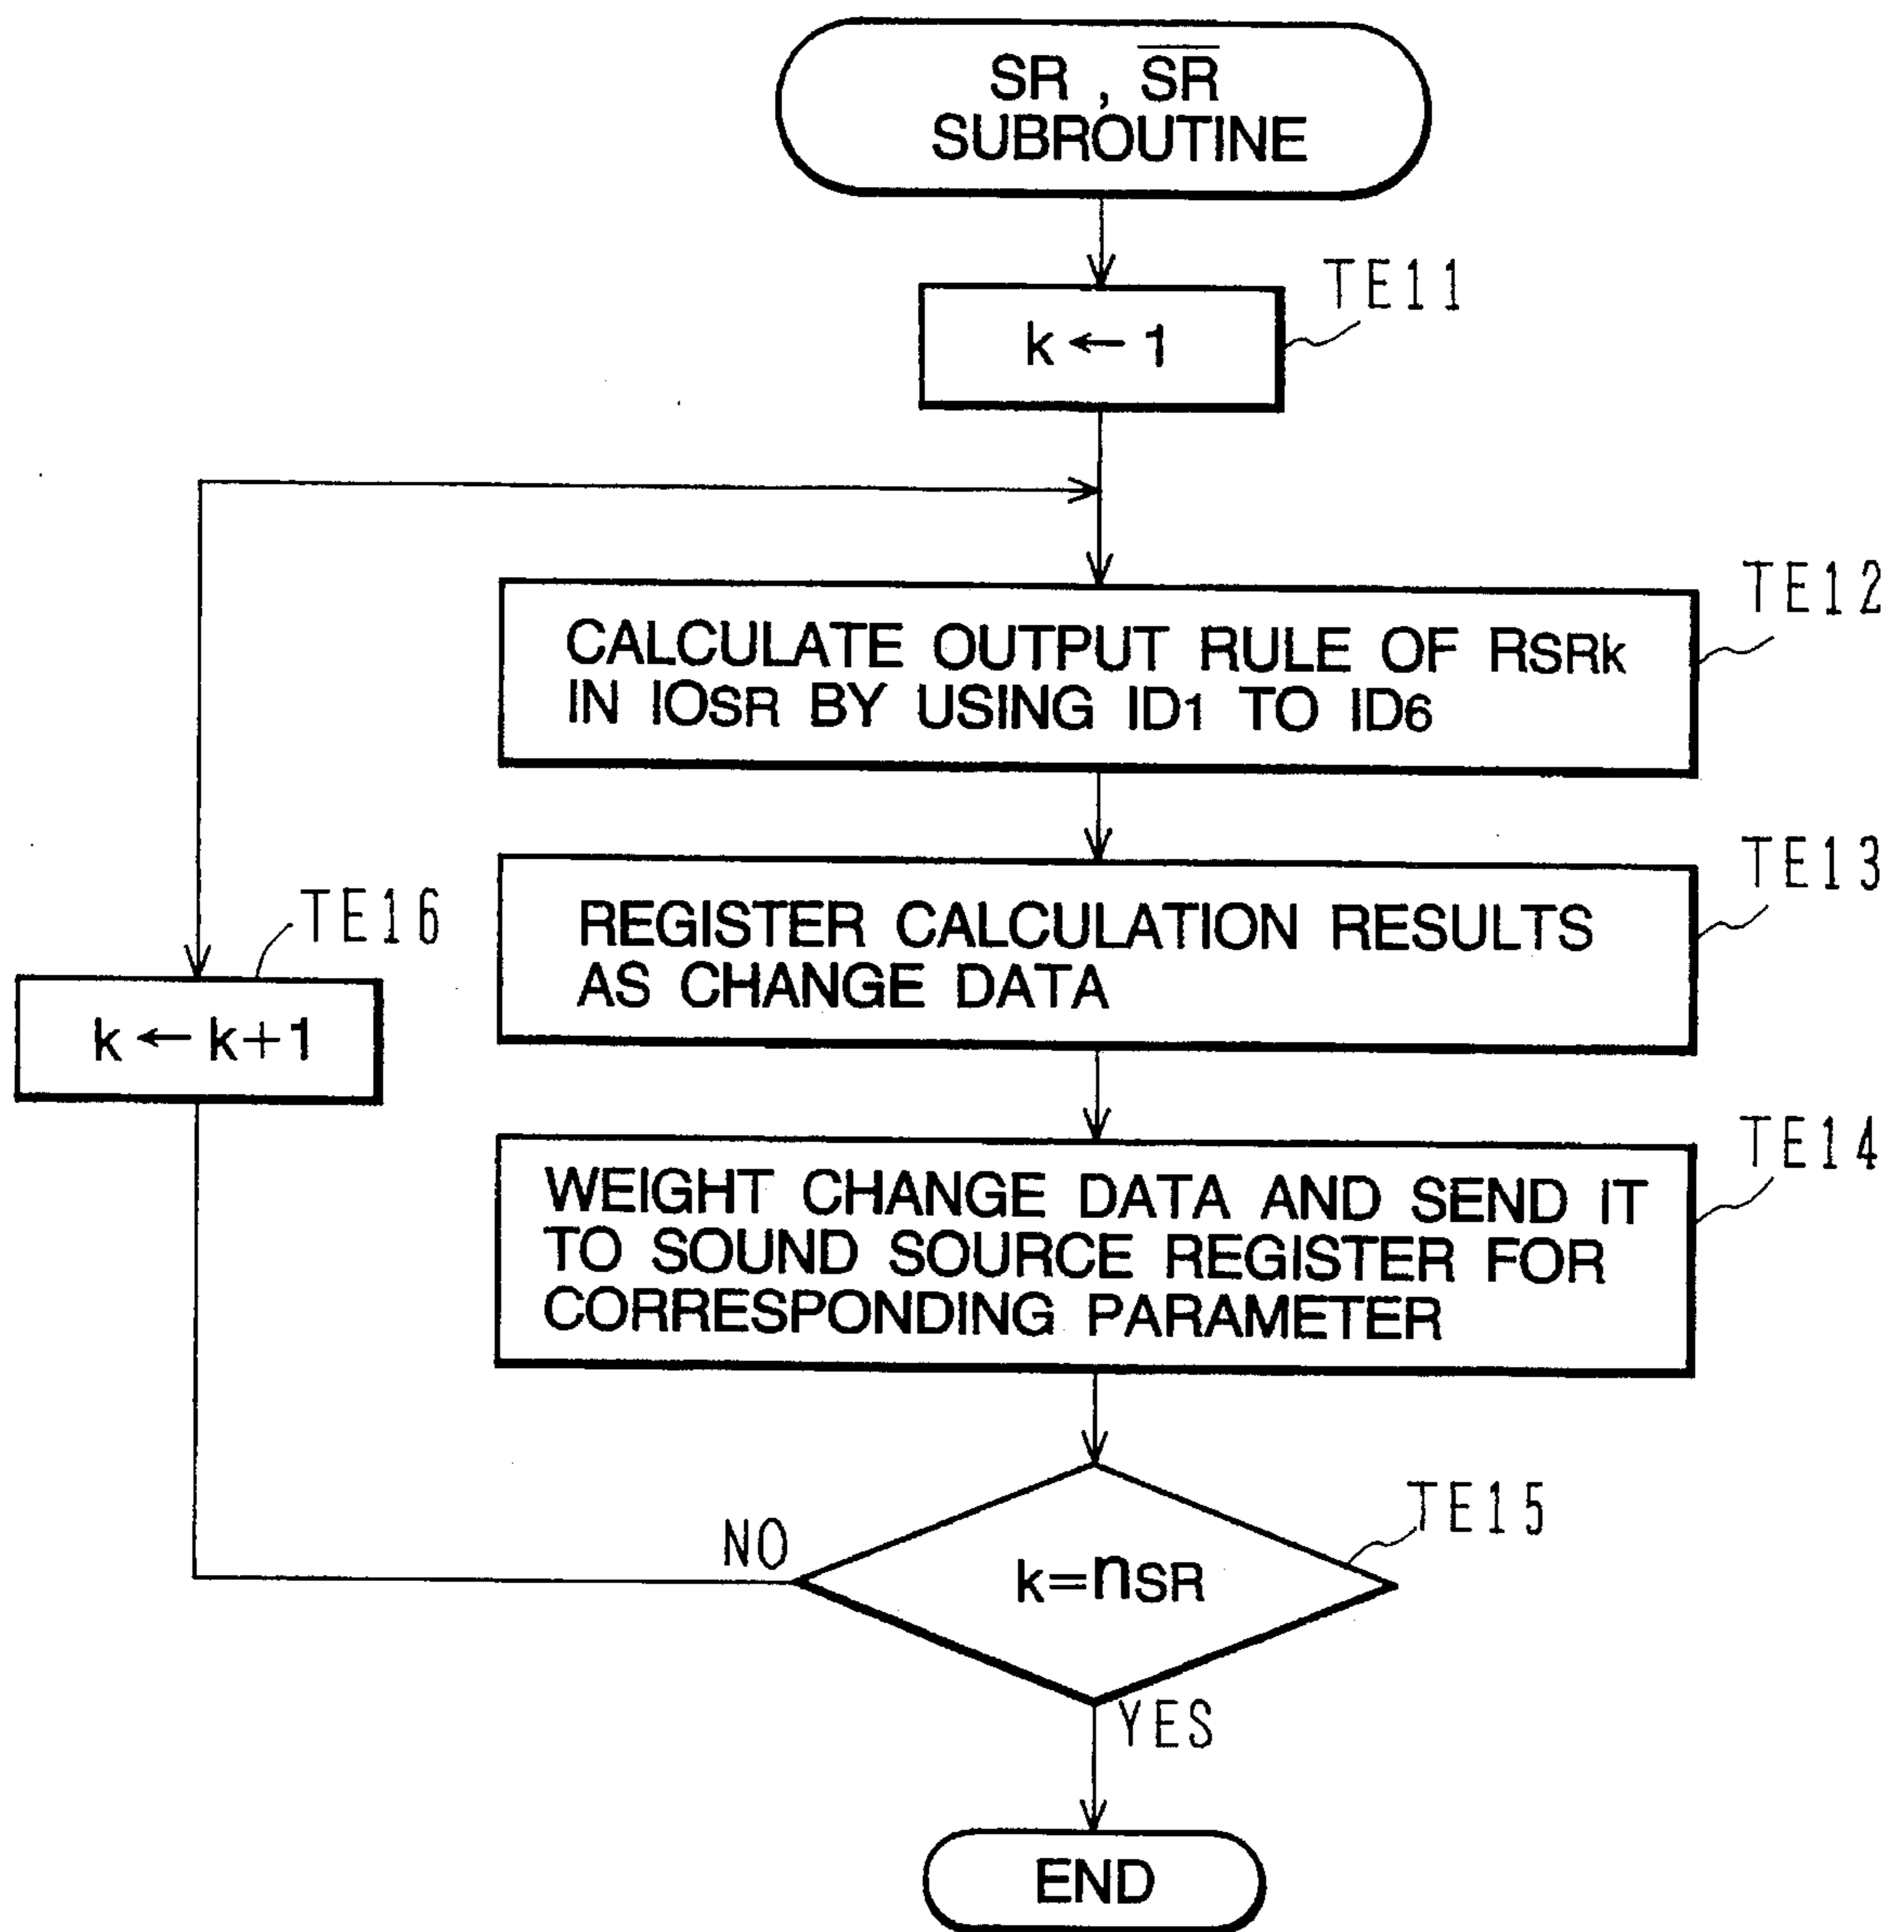 SR , S̅R̅
SUBROUTINE
TE11
k ← 1
TE12
CALCULATE OUTPUT RULE OF RSRk
IN IOSR BY USING ID1 TO ID6
TE13
REGISTER CALCULATION RESULTS
AS CHANGE DATA
TE16
k ← k+1
TE14
WEIGHT CHANGE DATA AND SEND IT
TO SOUND SOURCE REGISTER FOR
CORRESPONDING PARAMETER
TE15
NO
k=nSR
YES
END